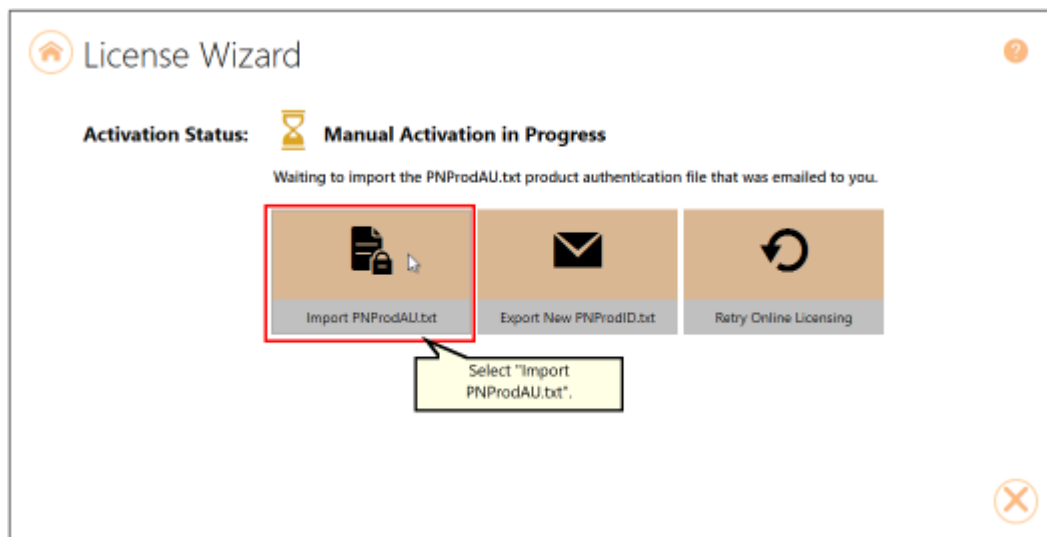 License Wizard
?
Activation Status:
Manual Activation in Progress
Waiting to import the PNProdAU.txt product authentication file that was emailed to you.
Import PNProdAU.txt
Export New PNProdID.txt
Retry Online Licensing
Select "Import
PNProdAU.txt".